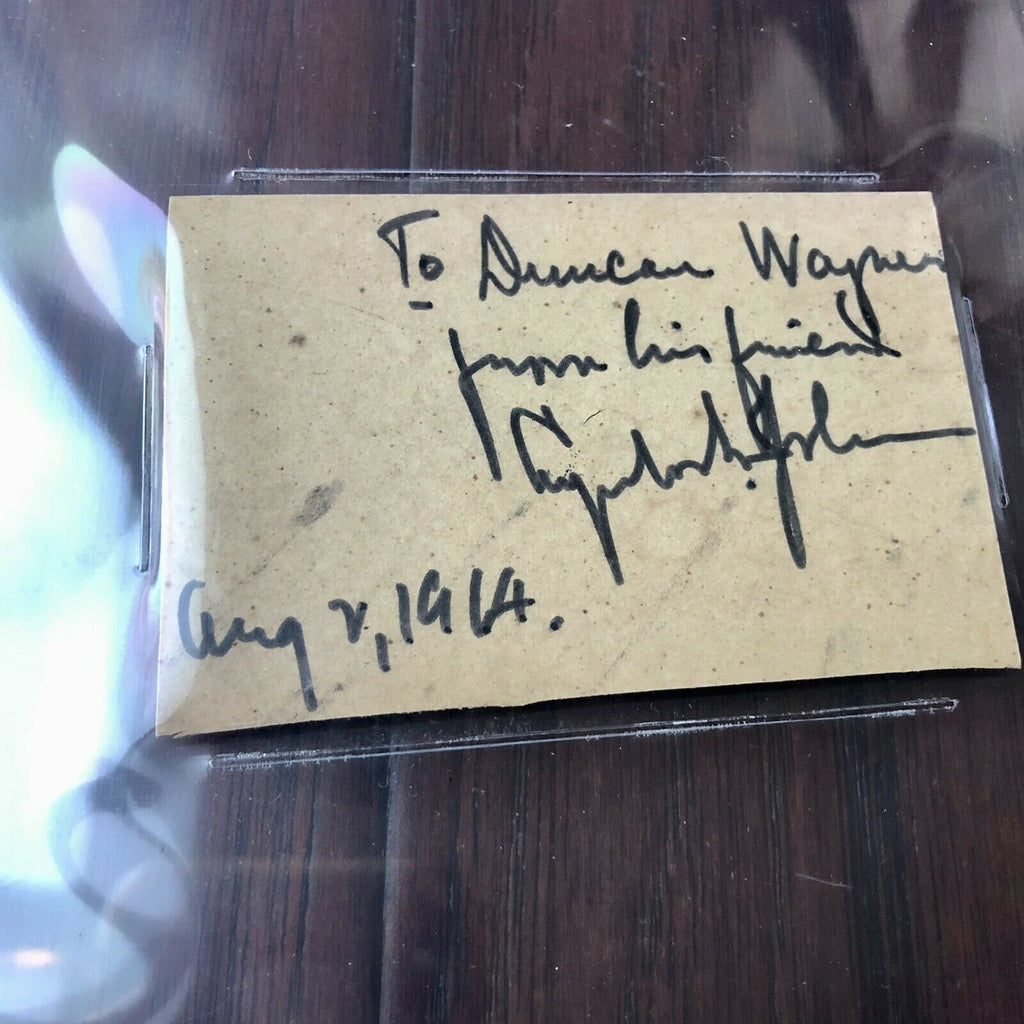 To Duncan Wagner
from his friend
Aug 2, 1914.